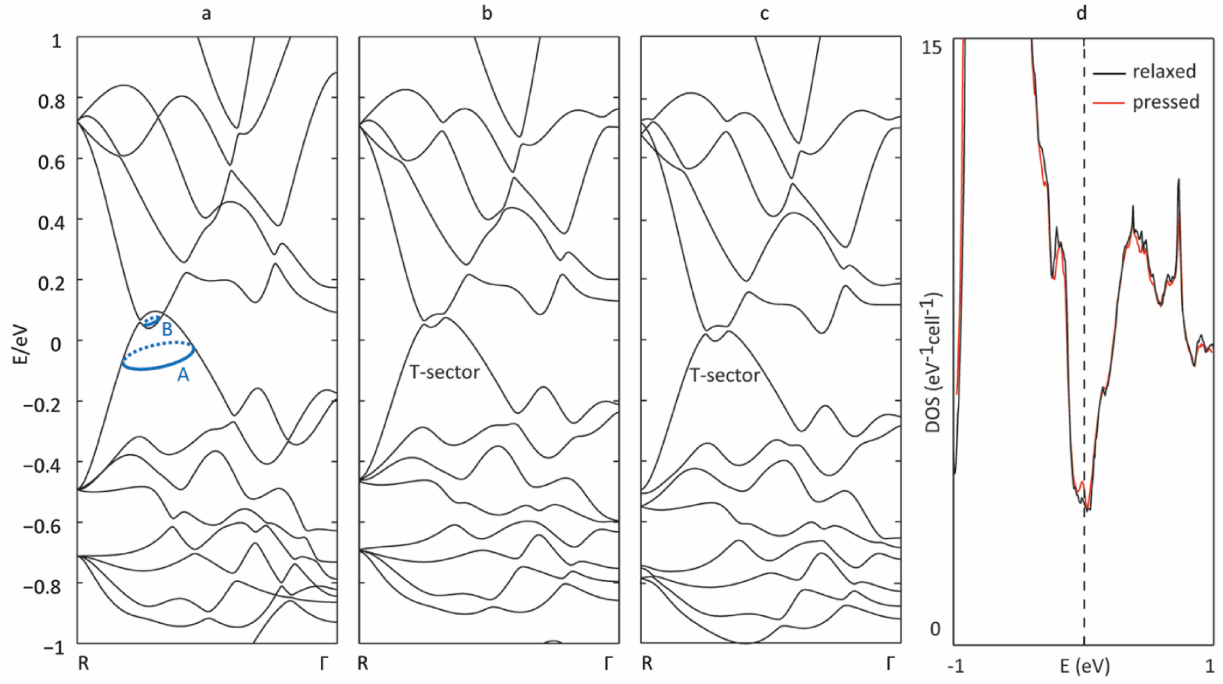 a
b
c
d
1
0.8
0.6
0.4
0.2
0
−0.2
−0.4
−0.6
−0.8
−1
E/eV
B
A
R
Γ
T-sector
R
Γ
T-sector
R
Γ
15
0
DOS (eV⁻¹cell⁻¹)
relaxed
pressed
-1
E (eV)
1